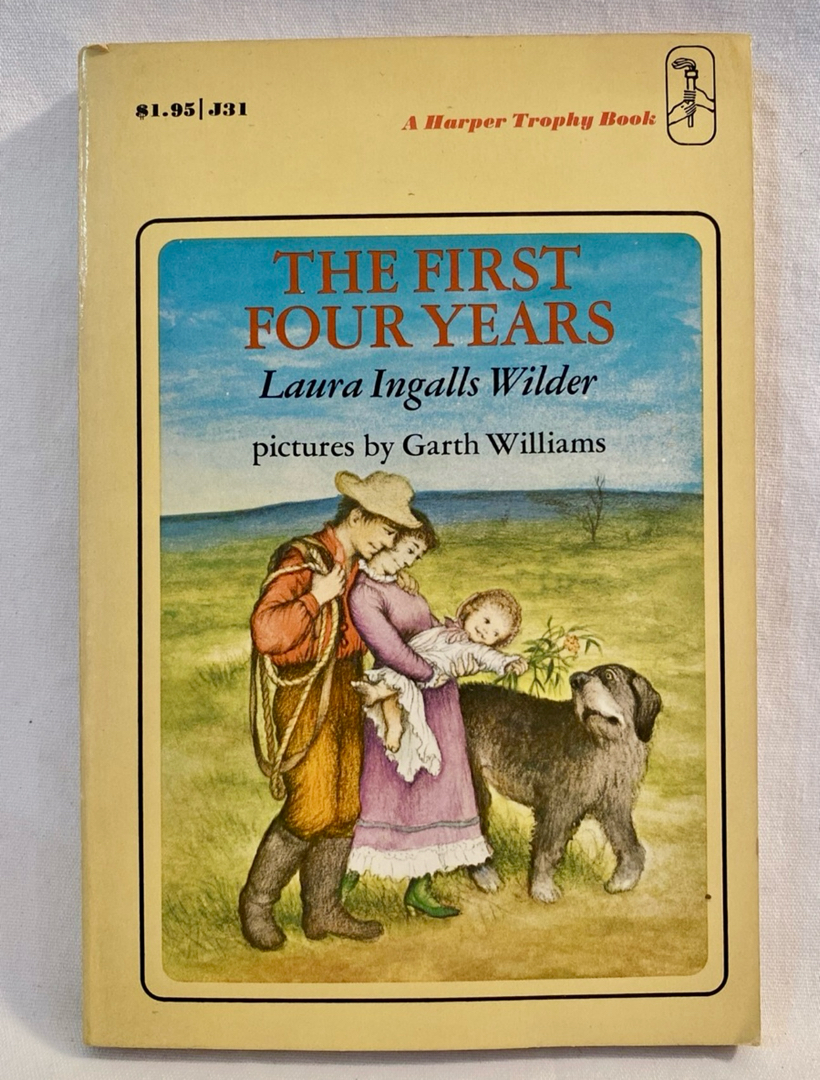 $1.95|J31
A Harper Trophy Book
THE FIRST
FOUR YEARS
Laura Ingalls Wilder
pictures by Garth Williams